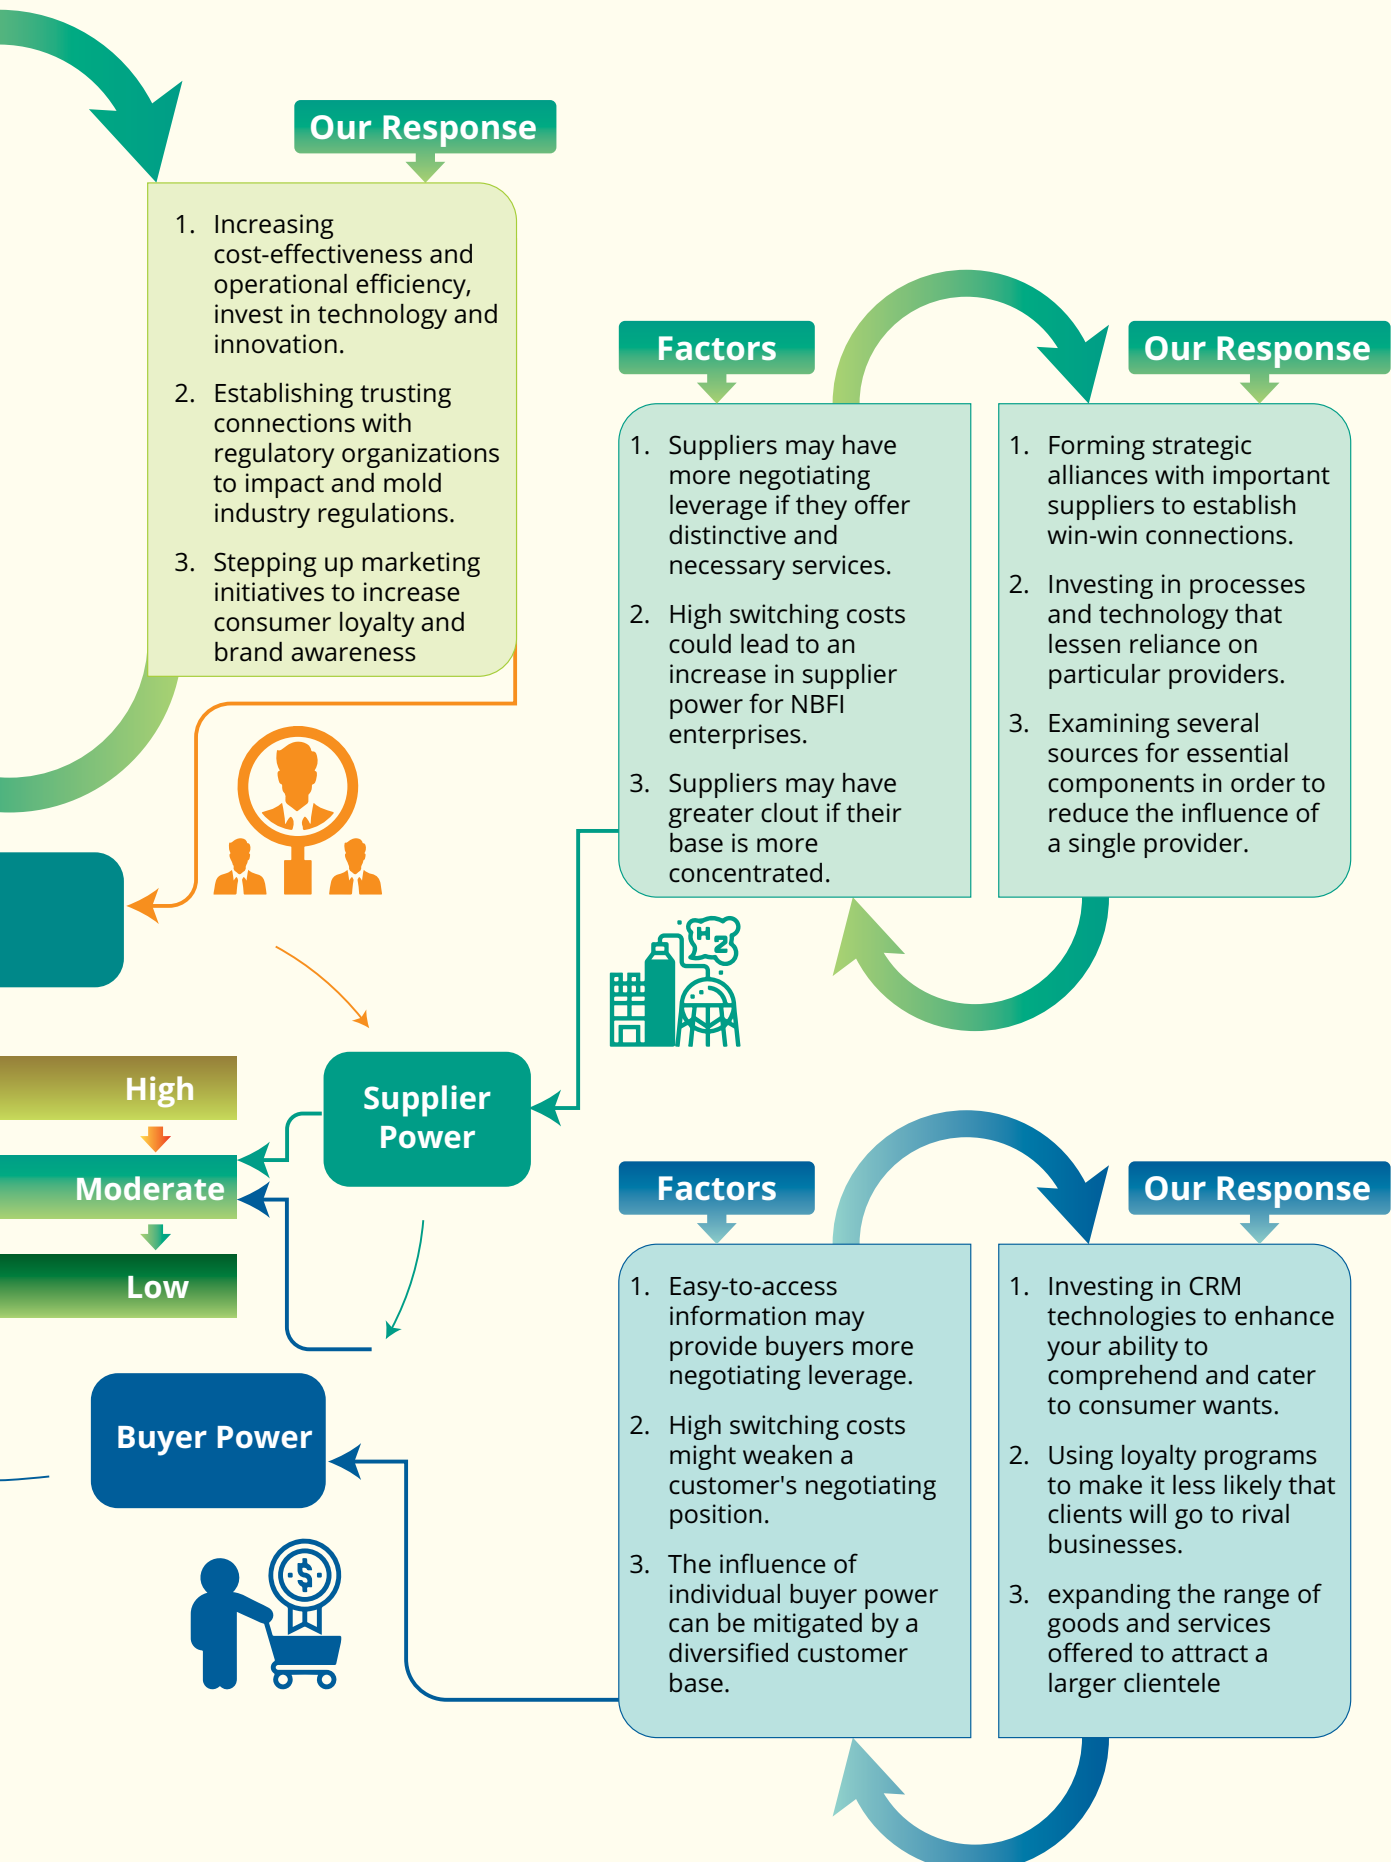 Our Response
1. Increasing
cost-effectiveness and
operational efficiency,
invest in technology and
innovation.
2. Establishing trusting
connections with
regulatory organizations
to impact and mold
industry regulations.
3. Stepping up marketing
initiatives to increase
consumer loyalty and
brand awareness
Factors
1. Suppliers may have
more negotiating
leverage if they offer
distinctive and
necessary services.
2. High switching costs
could lead to an
increase in supplier
power for NBFI
enterprises.
3. Suppliers may have
greater clout if their
base is more
concentrated.
Our Response
1. Forming strategic
alliances with important
suppliers to establish
win-win connections.
2. Investing in processes
and technology that
lessen reliance on
particular providers.
3. Examining several
sources for essential
components in order to
reduce the influence of
a single provider.
H
Z
Supplier
Power
High
Moderate
Low
Buyer Power
$
Factors
1. Easy-to-access
information may
provide buyers more
negotiating leverage.
2. High switching costs
might weaken a
customer's negotiating
position.
3. The influence of
individual buyer power
can be mitigated by a
diversified customer
base.
Our Response
1. Investing in CRM
technologies to enhance
your ability to
comprehend and cater
to consumer wants.
2. Using loyalty programs
to make it less likely that
clients will go to rival
businesses.
3. expanding the range of
goods and services
offered to attract a
larger clientele